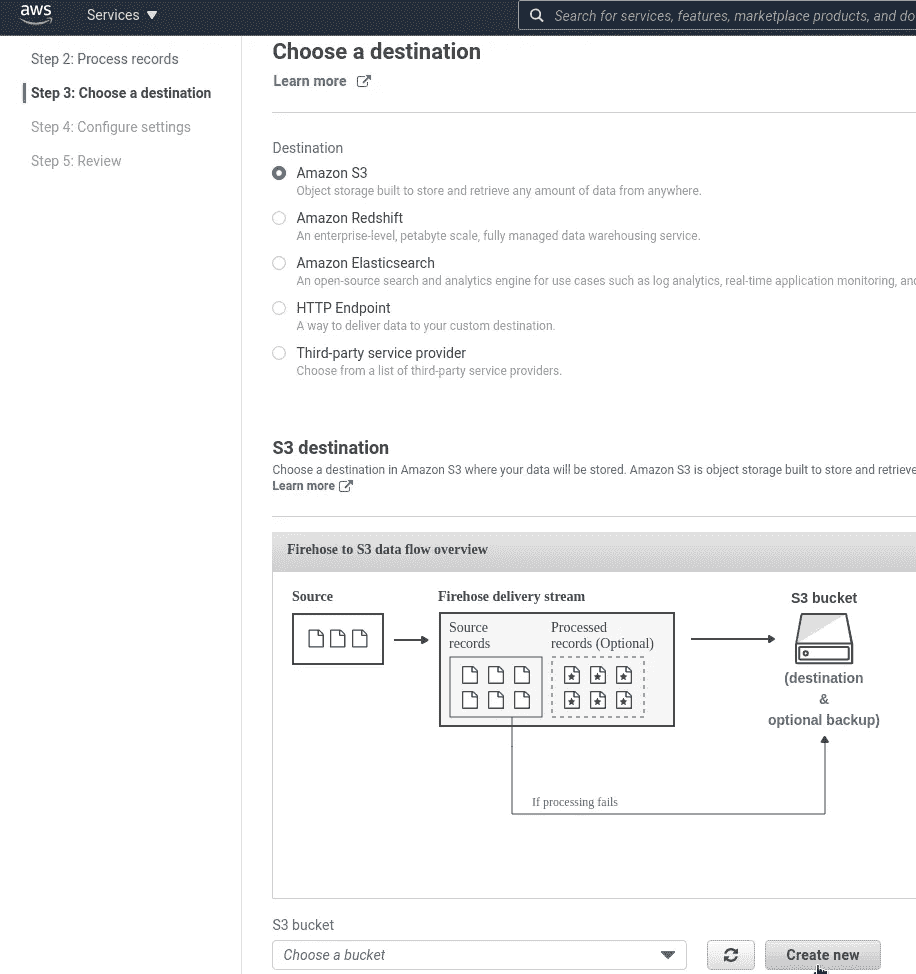 aws
Services
Search for services, features, marketplace products, and do
Step 2: Process records
Step 3: Choose a destination
Step 4: Configure settings
Step 5: Review
Choose a destination
Learn more
Destination
Amazon S3
Object storage built to store and retrieve any amount of data from anywhere.
Amazon Redshift
An enterprise-level, petabyte scale, fully managed data warehousing service.
Amazon Elasticsearch
An open-source search and analytics engine for use cases such as log analytics, real-time application monitoring, and
HTTP Endpoint
A way to deliver data to your custom destination.
Third-party service provider
Choose from a list of third-party service providers.
S3 destination
Choose a destination in Amazon S3 where your data will be stored. Amazon S3 is object storage built to store and retrieve
Learn more
Firehose to S3 data flow overview
Source
Firehose delivery stream
Source
records
Processed
records (Optional)
S3 bucket
(destination
&
optional backup)
If processing fails
S3 bucket
Choose a bucket
Create new